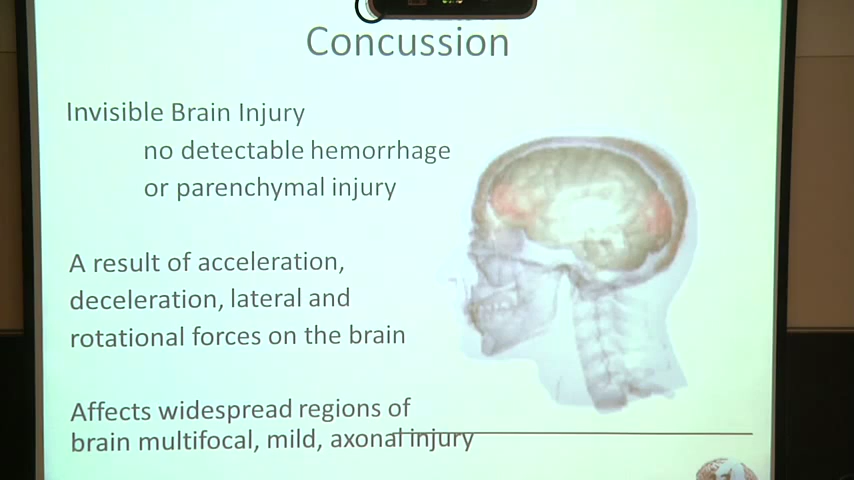 Concussion
Invisible Brain Injury
no detectable hemorrhage
or parenchymal injury
A result of acceleration,
deceleration, lateral and
rotational forces on the brain
Affects widespread regions of
brain multifocal, mild, axonal injury